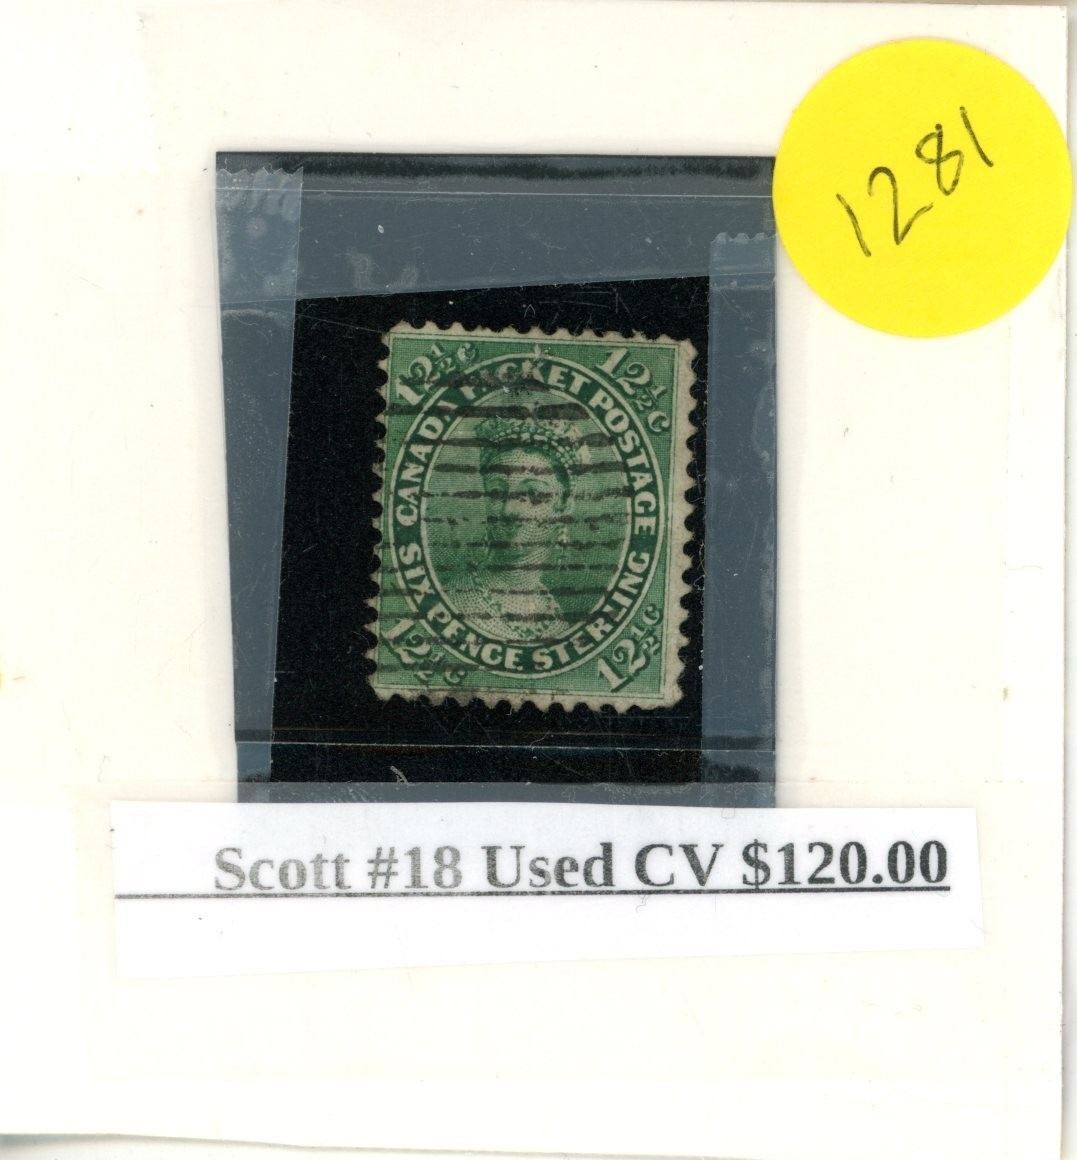 1281
12½c
12½c
CANADA PACKET POSTAGE
SIX PENCE STERLING
12½c
12½c
Scott #18 Used CV $120.00